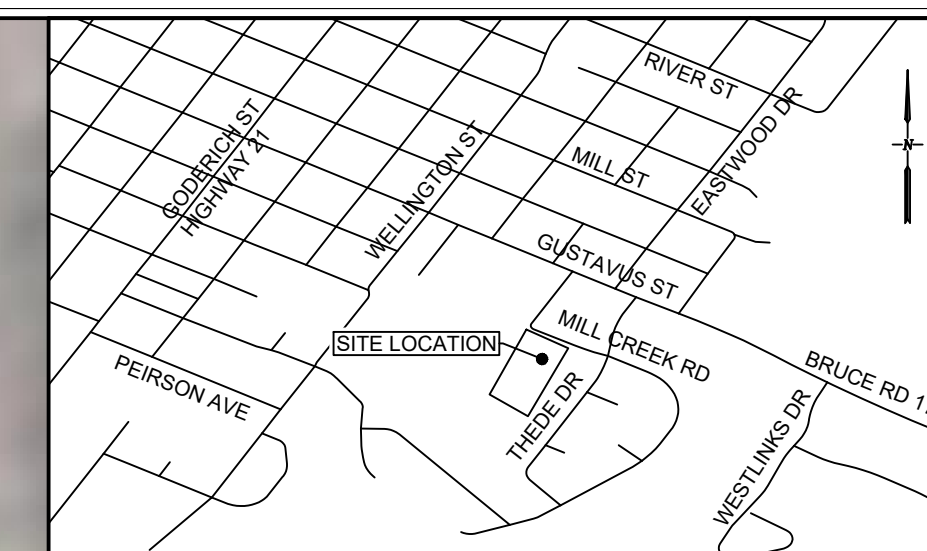 RIVER ST
EASTWOOD DR
GODERICH ST
HIGHWAY 21
WELLINGTON ST
MILL ST
N
GUSTAVUS ST
SITE LOCATION
MILL CREEK RD
PEIRSON AVE
THEDE DR
BRUCE RD
WESTLINKS DR